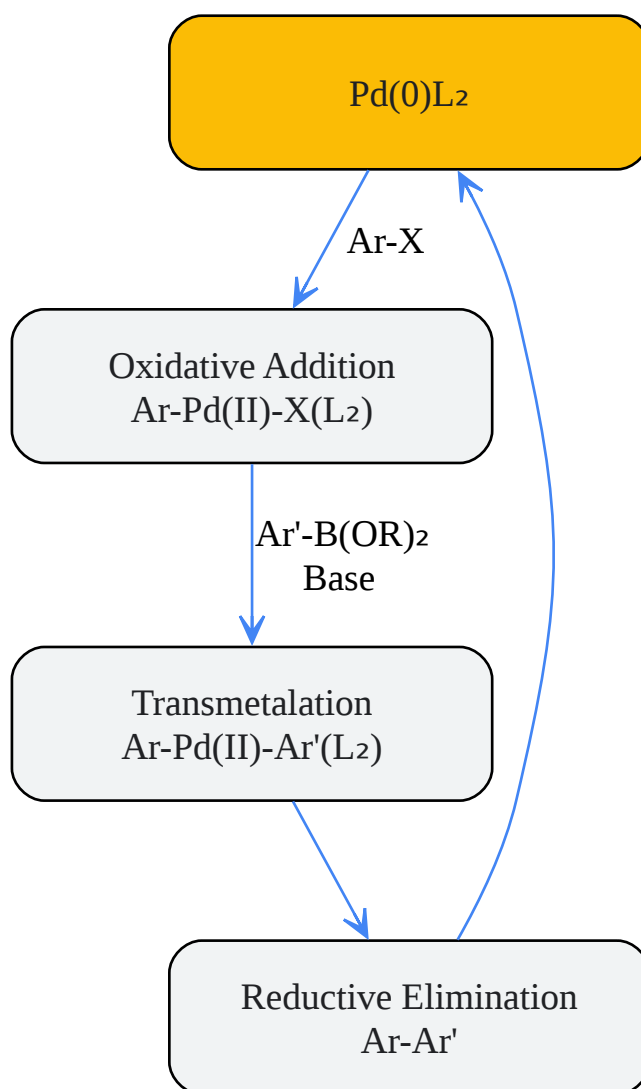 Pd(0)L₂
Ar-X
Oxidative Addition
Ar-Pd(II)-X(L₂)
Ar'-B(OR)₂
Base
Transmetalation
Ar-Pd(II)-Ar'(L₂)
Reductive Elimination
Ar-Ar'